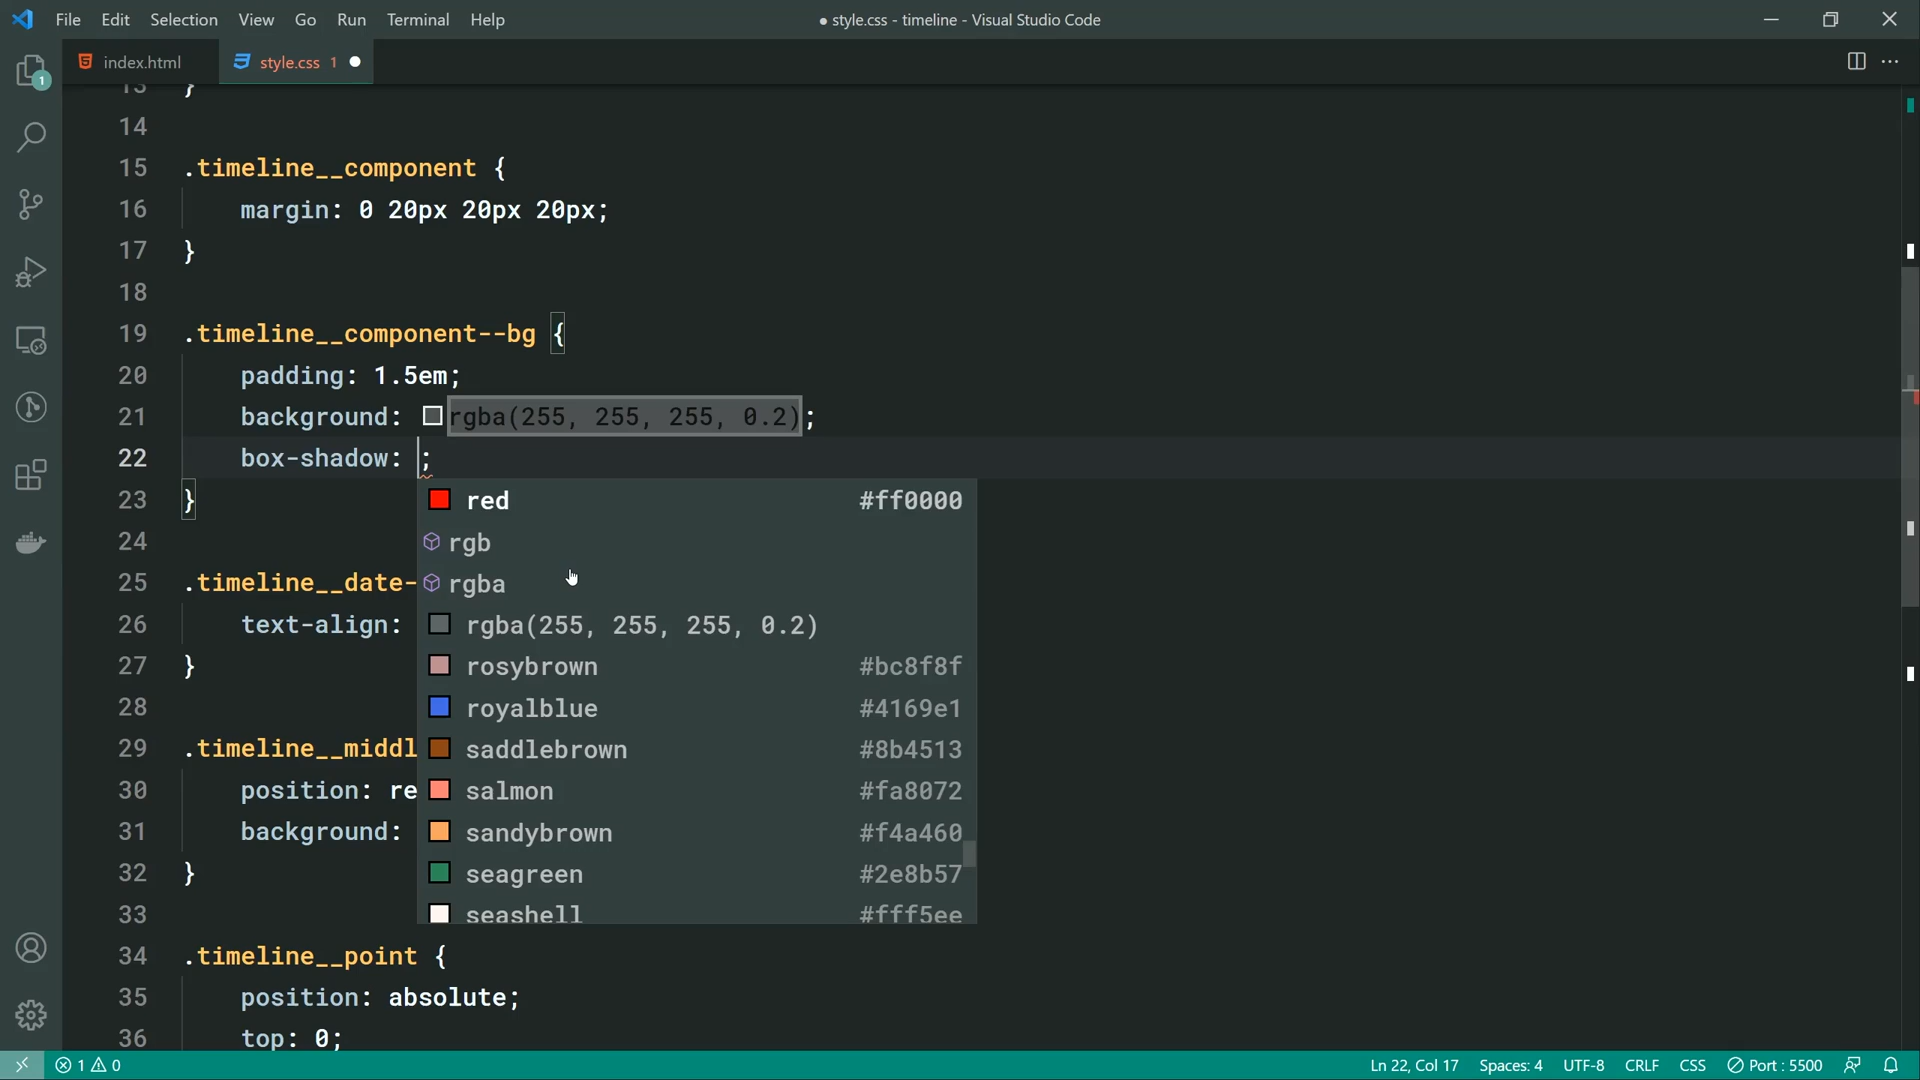 File Edit Selection View Go Run Terminal Help
● style.css - timeline - Visual Studio Code
index.html
style.css 1 ●
1
13 }
14
15 .timeline__component {
16 margin: 0 20px 20px 20px;
17 }
18
19 .timeline__component--bg {
20 padding: 1.5em;
21 background: rgba(255, 255, 255, 0.2);
22 box-shadow: ;
23 }
red #ff0000
24
rgb
25 .timeline__date-
rgba
26 text-align:
rgba(255, 255, 255, 0.2)
27 }
rosybrown #bc8f8f
28
royalblue #4169e1
29 .timeline__middl
saddlebrown #8b4513
30 position: re
salmon #fa8072
31 background:
sandybrown #f4a460
32 }
seagreen #2e8b57
33
seashell #fff5ee
34 .timeline__point {
35 position: absolute;
36 top: 0;
1 0
Ln 22, Col 17 Spaces: 4 UTF-8 CRLF CSS Port : 5500